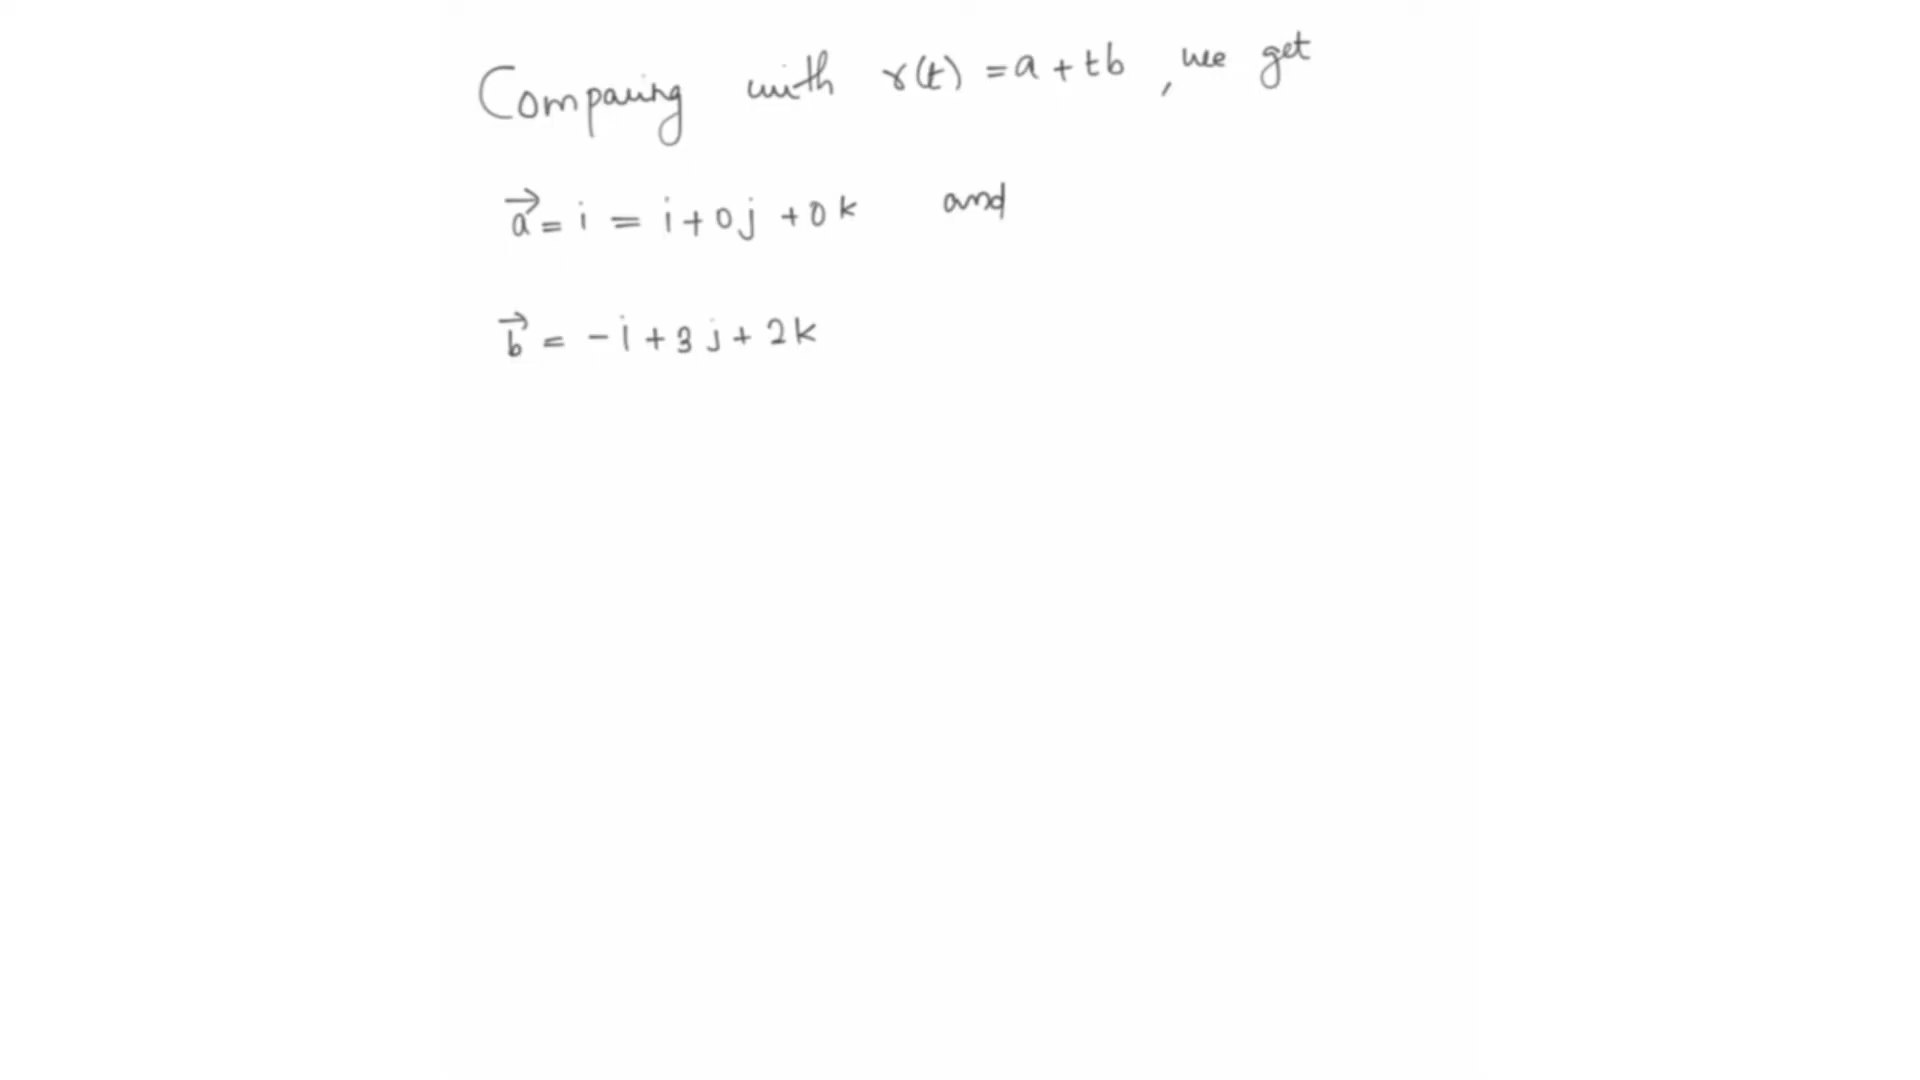 Comparing with r(t) = a + tb , we get
→a = i = i + 0j + 0k and
→b = -i + 3j + 2k